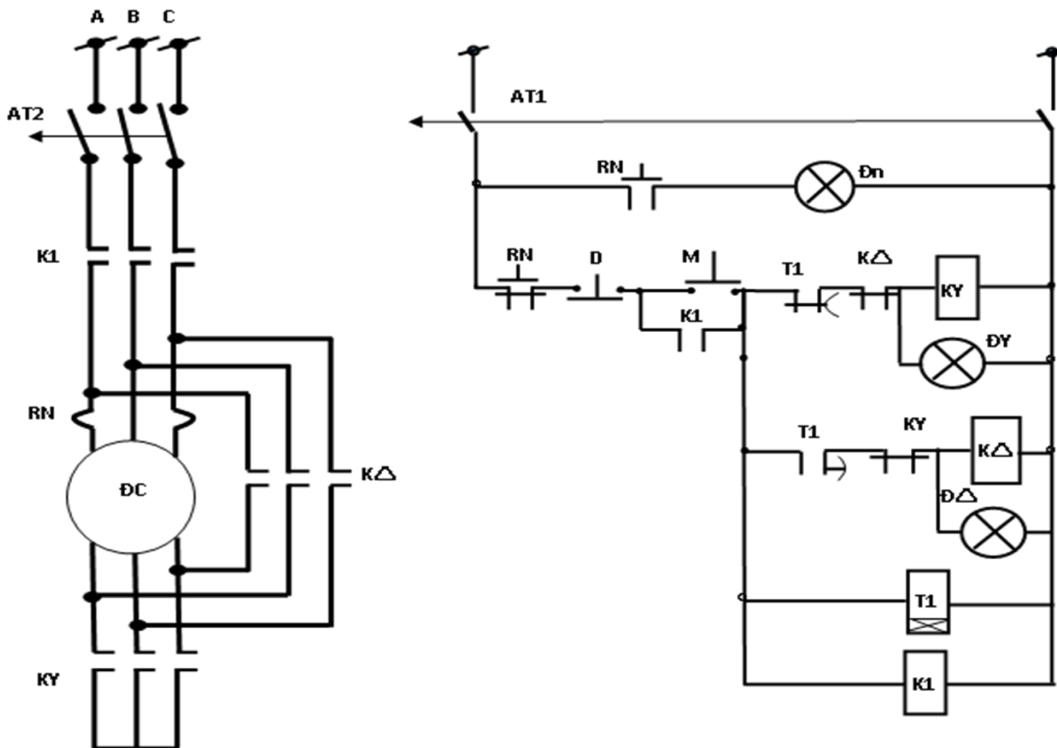 A B C
AT2
K1
RN
ĐC
K△
KY
AT1
RN
Đn
RN
D
M
T1
K△
KY
K1
ĐY
T1
KY
K△
Đ△
T1
K1